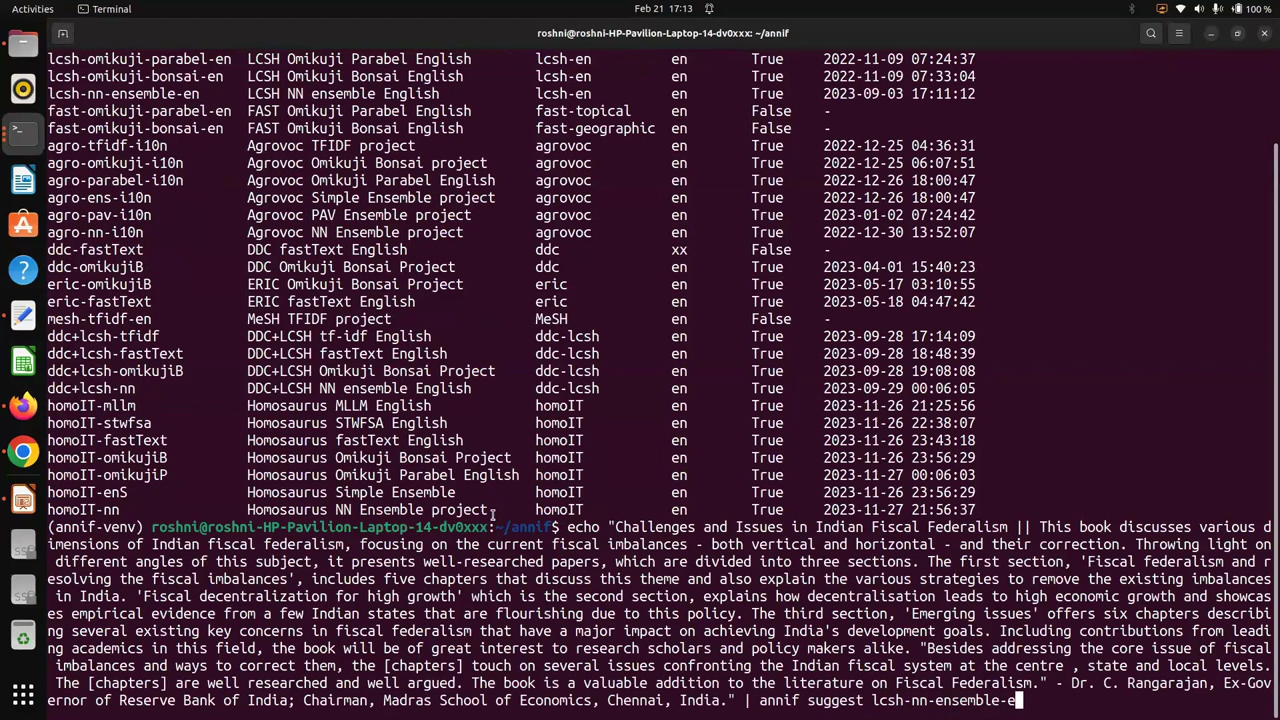 Activities Terminal Feb 21 17:13 100 %
roshni@roshni-HP-Pavilion-Laptop-14-dv0xxx: ~/annif
lcsh-omikuji-parabel-en LCSH Omikuji Parabel English lcsh-en en True 2022-11-09 07:24:37
lcsh-omikuji-bonsai-en LCSH Omikuji Bonsai English lcsh-en en True 2022-11-09 07:33:04
lcsh-nn-ensemble-en LCSH NN ensemble English lcsh-en en True 2023-09-03 17:11:12
fast-omikuji-parabel-en FAST Omikuji Parabel English fast-topical en False -
fast-omikuji-bonsai-en FAST Omikuji Bonsai English fast-geographic en False -
agro-tfidf-i10n Agrovoc TFIDF project agrovoc en True 2022-12-25 04:36:31
agro-omikuji-i10n Agrovoc Omikuji Bonsai project agrovoc en True 2022-12-25 06:07:51
agro-parabel-i10n Agrovoc Omikuji Parabel English agrovoc en True 2022-12-26 18:00:47
agro-ens-i10n Agrovoc Simple Ensemble project agrovoc en True 2022-12-26 18:00:47
agro-pav-i10n Agrovoc PAV Ensemble project agrovoc en True 2023-01-02 07:24:42
agro-nn-i10n Agrovoc NN Ensemble project agrovoc en True 2022-12-30 13:52:07
ddc-fastText DDC fastText English ddc xx False -
ddc-omikujiB DDC Omikuji Bonsai Project ddc en True 2023-04-01 15:40:23
eric-omikujiB ERIC Omikuji Bonsai English eric en True 2023-05-17 03:10:55
eric-fastText ERIC fastText English eric en True 2023-05-18 04:47:42
mesh-tfidf-en MeSH TFIDF project MeSH en False -
ddc+lcsh-tfidf DDC+LCSH tf-idf English ddc-lcsh en True 2023-09-28 17:14:09
ddc+lcsh-fastText DDC+LCSH fastText English ddc-lcsh en True 2023-09-28 18:48:39
ddc+lcsh-omikujiB DDC+LCSH Omikuji Bonsai Project ddc-lcsh en True 2023-09-28 19:08:08
ddc+lcsh-nn DDC+LCSH NN ensemble English ddc-lcsh en True 2023-09-29 00:06:05
homoIT-mllm Homosaurus MLLM English homoIT en True 2023-11-26 21:25:56
homoIT-stwfsa Homosaurus STWFSA English homoIT en True 2023-11-26 22:38:07
homoIT-fastText Homosaurus fastText English homoIT en True 2023-11-26 23:43:18
homoIT-omikujiB Homosaurus Omikuji Bonsai Project homoIT en True 2023-11-26 23:56:29
homoIT-omikujiP Homosaurus Omikuji Parabel English homoIT en True 2023-11-27 00:06:03
homoIT-enS Homosaurus Simple Ensemble homoIT en True 2023-11-26 23:56:29
homoIT-nn Homosaurus NN Ensemble project homoIT en True 2023-11-27 21:56:37
(annif-venv) roshni@roshni-HP-Pavilion-Laptop-14-dv0xxx:~/annif$ echo "Challenges and Issues in Indian Fiscal Federalism || This book discusses various d
imensions of Indian fiscal federalism, focusing on the current fiscal imbalances - both vertical and horizontal - and their correction. Throwing light on
different angles of this subject, it presents well-researched papers, which are divided into three sections. The first section, 'Fiscal federalism and r
esolving the fiscal imbalances', includes five chapters that discuss this theme and also explain the various strategies to remove the existing imbalances
in India. 'Fiscal decentralization for high growth' which is the second section, explains how decentralisation leads to high economic growth and showcas
es empirical evidence from a few Indian states that are flourishing due to this policy. The third section, 'Emerging issues' offers six chapters describi
ng several existing key concerns in fiscal federalism that have a major impact on achieving India's development goals. Including contributions from leadi
ng academics in this field, the book will be of great interest to research scholars and policy makers alike. "Besides addressing the core issue of fiscal
imbalances and ways to correct them, the [chapters] touch on several issues confronting the Indian fiscal system at the centre , state and local levels.
The [chapters] are well researched and well argued. The book is a valuable addition to the literature on Fiscal Federalism." - Dr. C. Rangarajan, Ex-Gov
ernor of Reserve Bank of India; Chairman, Madras School of Economics, Chennai, India." | annif suggest lcsh-nn-ensemble-e